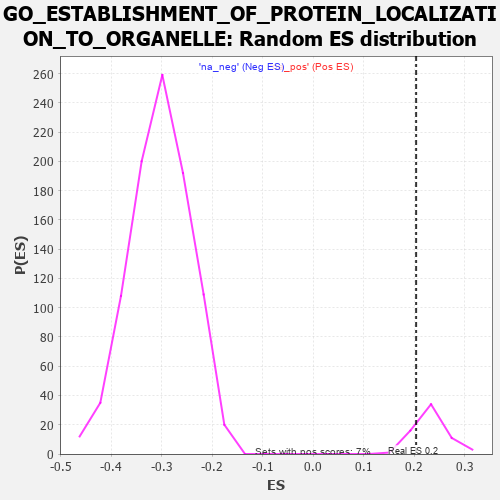 GO_ESTABLISHMENT_OF_PROTEIN_LOCALIZATI
ON_TO_ORGANELLE: Random ES distribution
'na_neg' (Neg ES)_pos' (Pos ES)
260
240
220
200
180
160
140
120
100
80
60
40
20
0
P(ES)
Sets with pos scores: 7%
Real ES 0.2
-0.5 -0.4 -0.3 -0.2 -0.1 0.0 0.1 0.2 0.3
ES